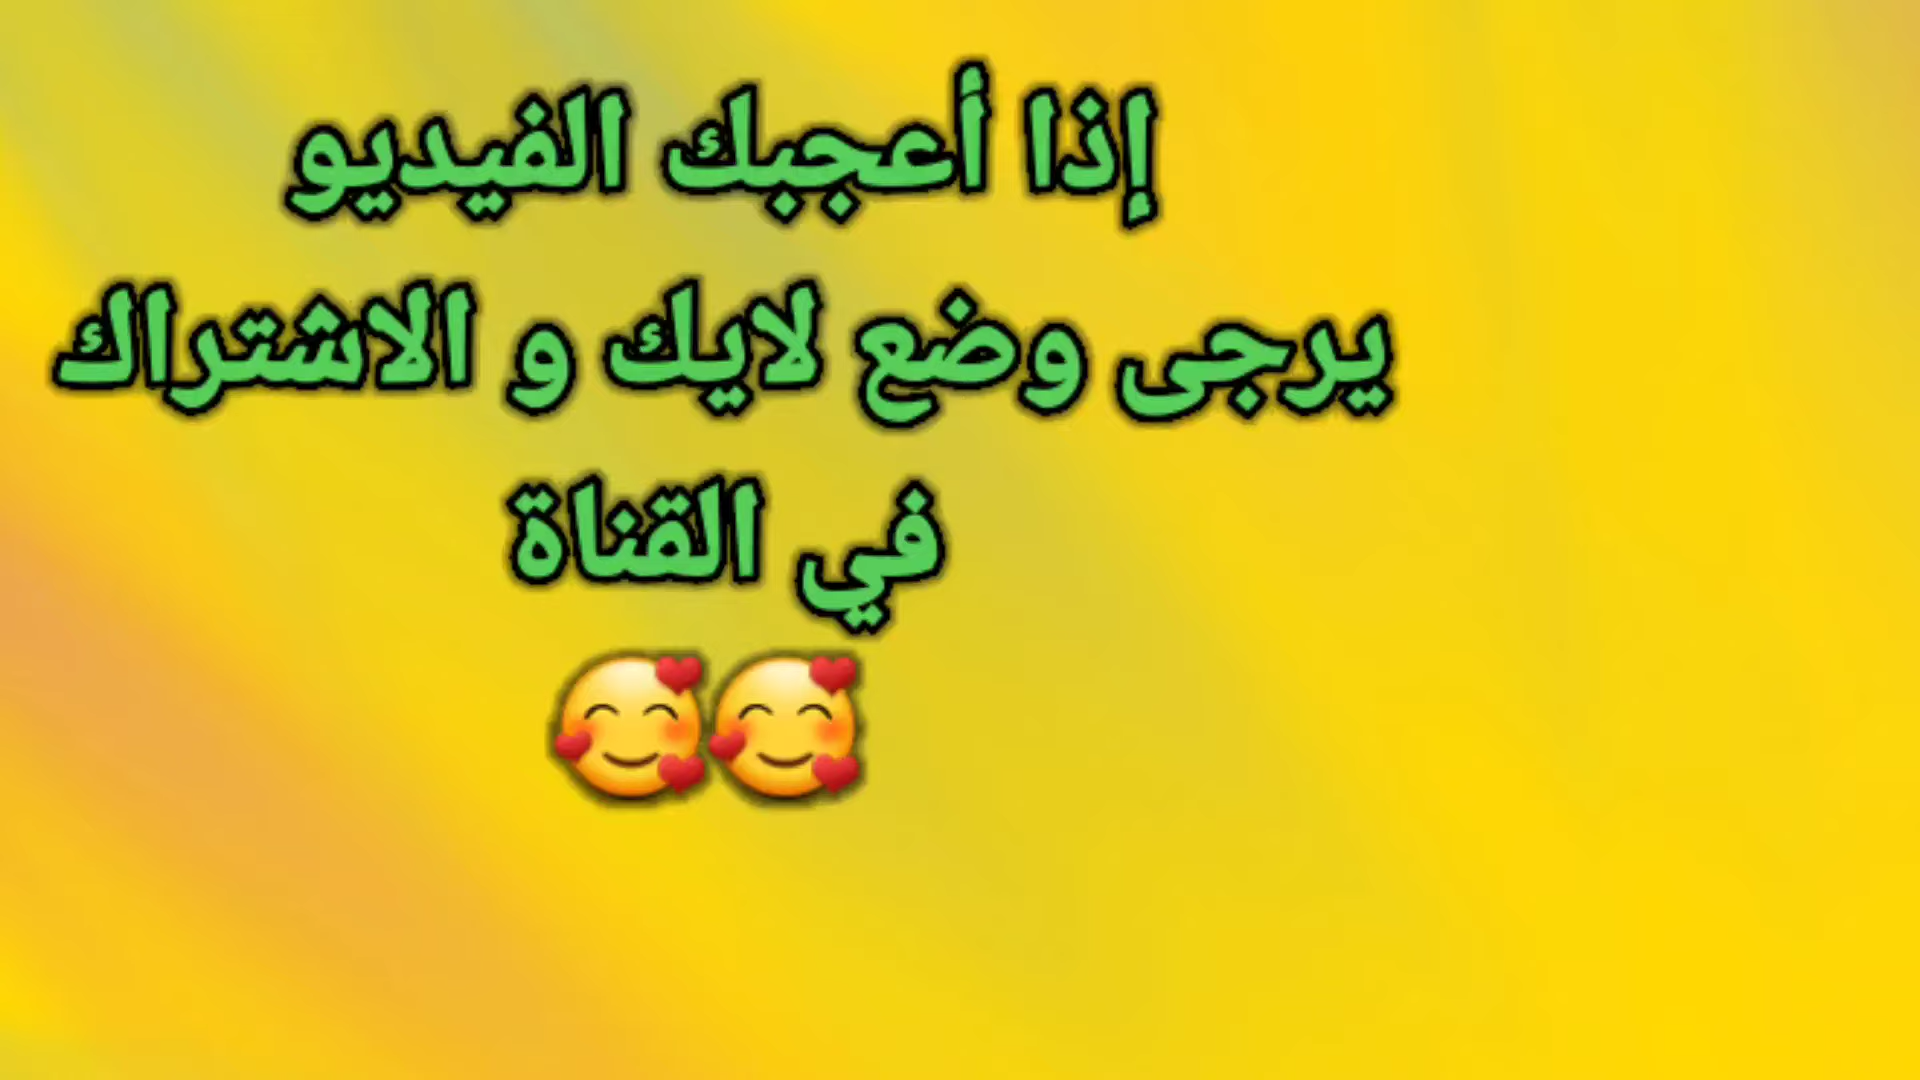 إذا أعجبك الفيديو
يرجى وضع لايك و الاشتراك
في القناة
🥰🥰